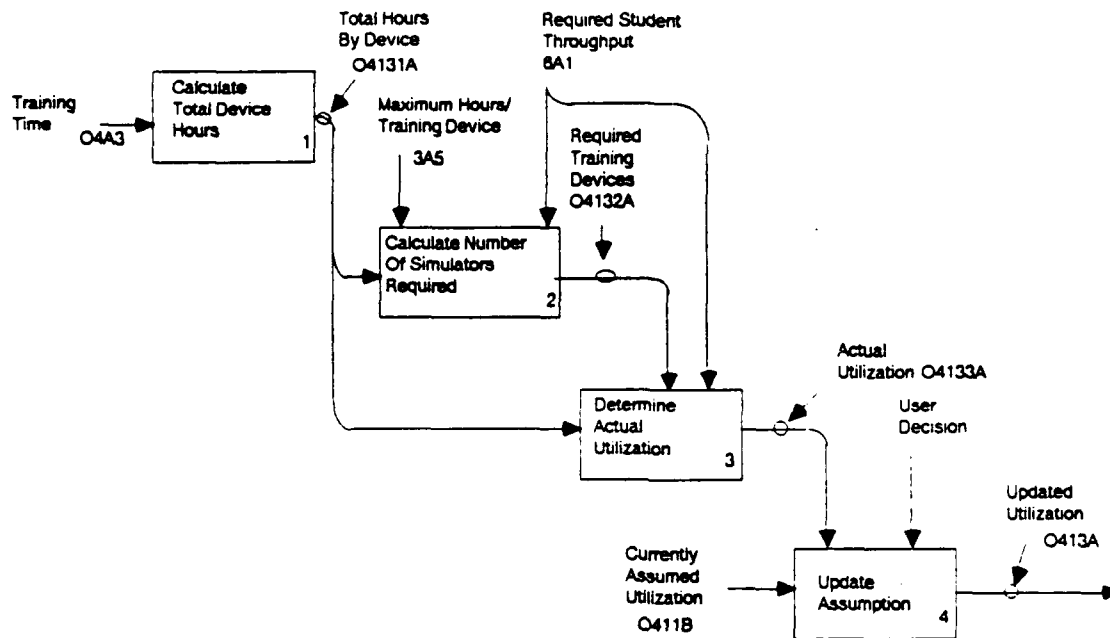 Total Hours
By Device
O4131A
Required Student
Throughput
6A1
Training
Time
O4A3
Calculate
Total Device
Hours
1
Maximum Hours/
Training Device
3A5
Required
Training
Devices
O4132A
Calculate Number
Of Simulators
Required
2
Determine
Actual
Utilization
3
Actual
Utilization O4133A
User
Decision
Updated
Utilization
O413A
Currently
Assumed
Utilization
O411B
Update
Assumption
4